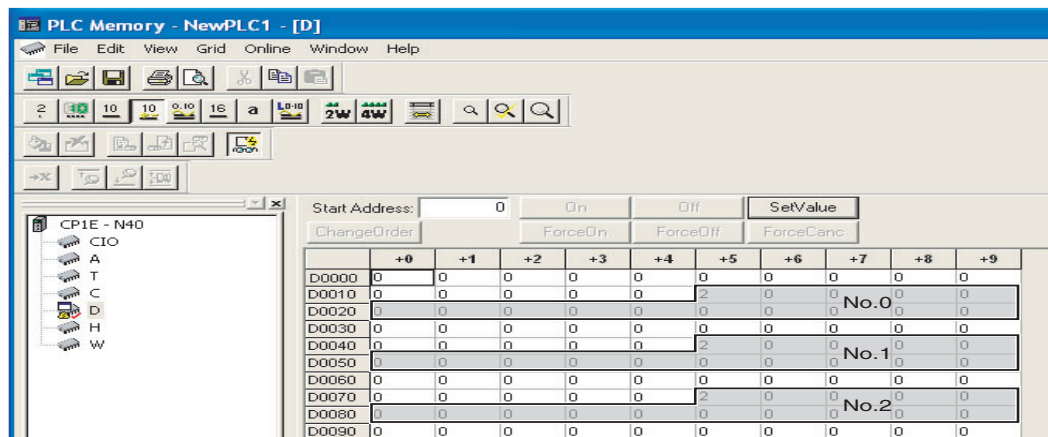 PLC Memory - NewPLC1 - [D]
File Edit View Grid Online Window Help
2 10 10 0.10 16 a L0-10 2W 4W
→X
Start Address: 0 On Off SetValue
ChangeOrder ForceOn ForceOff ForceCanc
CP1E - N40
CIO
A
T
C
D
H
W
+0 +1 +2 +3 +4 +5 +6 +7 +8 +9
D0000 0 0 0 0 0 0 0 0 0 0
D0010 0 0 0 0 0 2 0 0 0 0
No.0
D0020 0 0 0 0 0 0 0 0 0 0
D0030 0 0 0 0 0 0 0 0 0 0
D0040 0 0 0 0 0 2 0 0 0 0
No.1
D0050 0 0 0 0 0 0 0 0 0 0
D0060 0 0 0 0 0 0 0 0 0 0
D0070 0 0 0 0 0 2 0 0 0 0
No.2
D0080 0 0 0 0 0 0 0 0 0 0
D0090 0 0 0 0 0 0 0 0 0 0